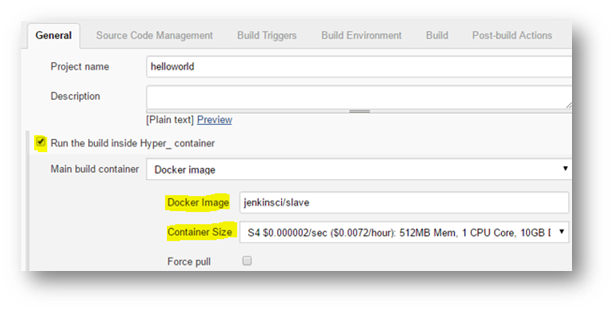 General Source Code Management Build Triggers Build Environment Build Post-build Actions
Project name helloworld
Description
[Plain text] Preview
Run the build inside Hyper_ container
Main build container Docker image
Docker Image jenkinsci/slave
Container Size S4 $0.000002/sec ($0.0072/hour): 512MB Mem, 1 CPU Core, 10GB
Force pull